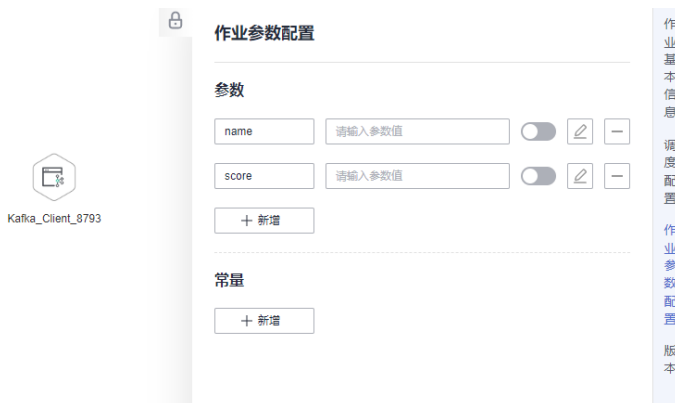 作业参数配置
参数
name
请输入参数值
score
请输入参数值
新增
常量
新增
Kafka_Client_8793
作业基本信息
调度配置
作业参数配置
版本